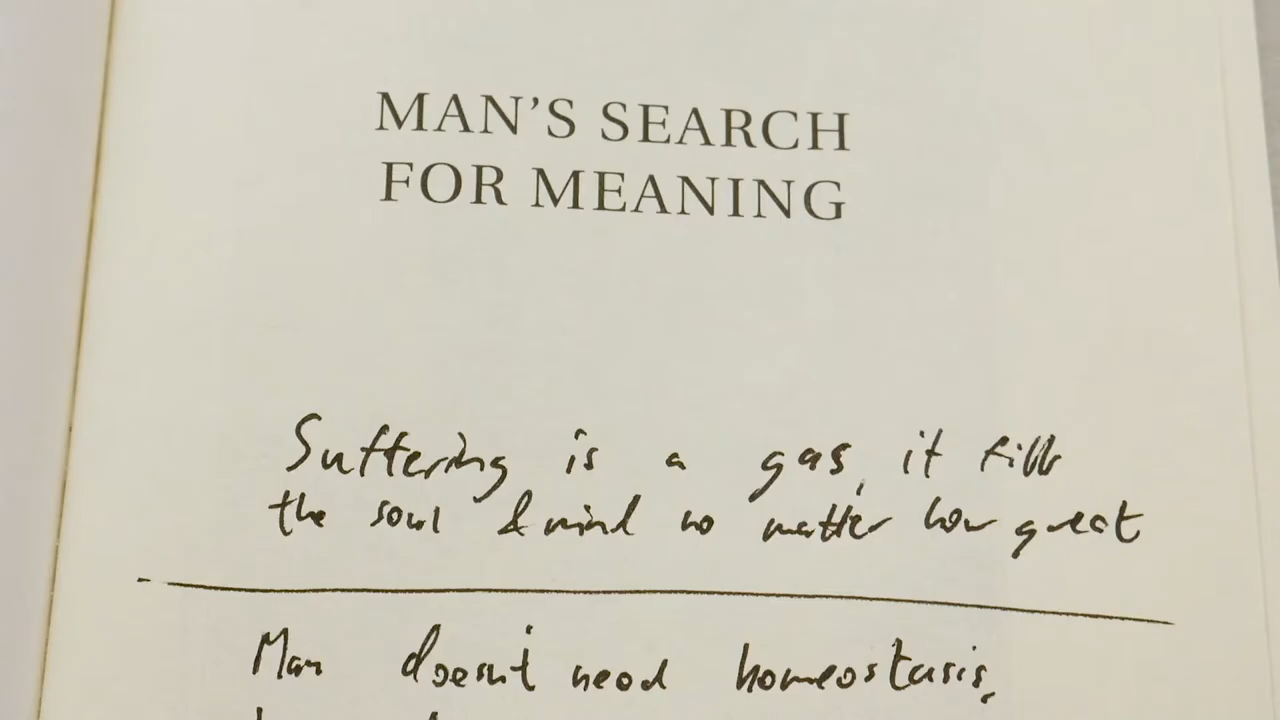 MAN'S SEARCH
FOR MEANING
Suffering is a gas, it fills
the soul & mind no matter how great
Man doesn't need homeostasis,